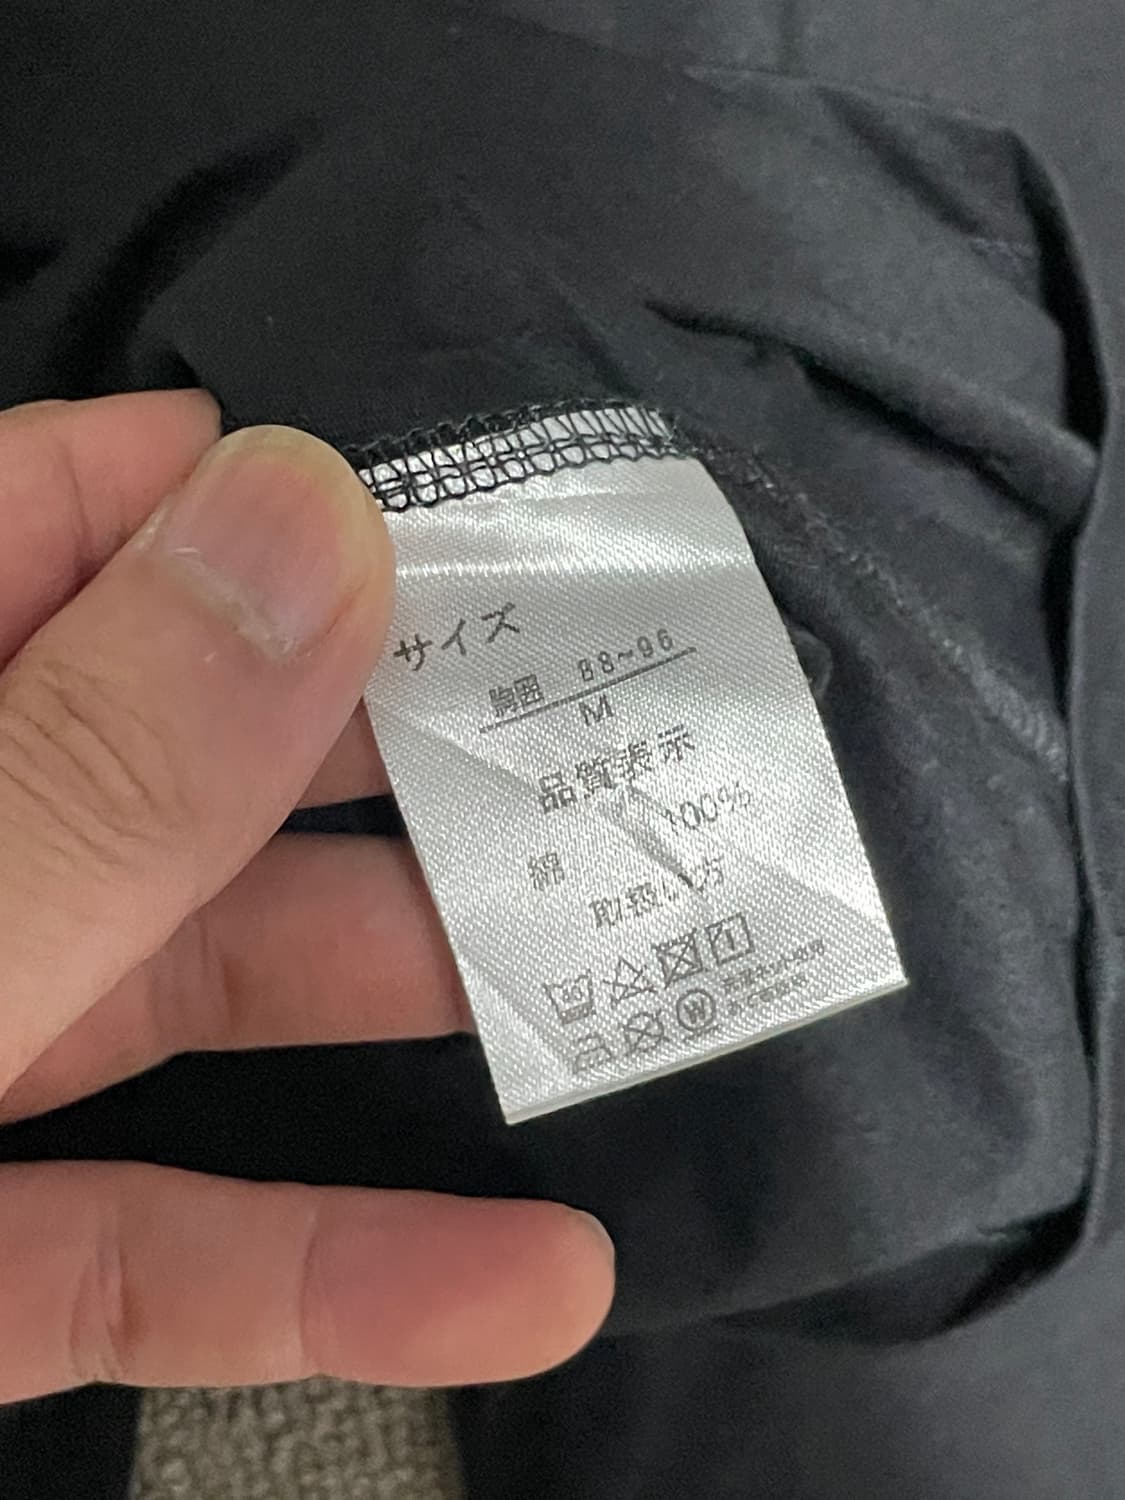 サイズ
胸囲 88~96
M
品質表示
綿 100%
取扱い方
W